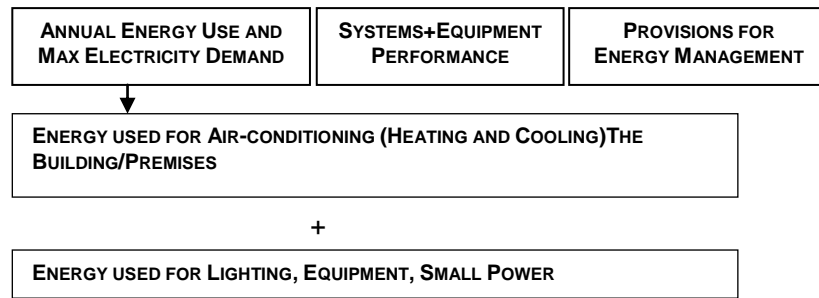 ANNUAL ENERGY USE AND
MAX ELECTRICITY DEMAND
SYSTEMS+EQUIPMENT
PERFORMANCE
PROVISIONS FOR
ENERGY MANAGEMENT
ENERGY USED FOR AIR-CONDITIONING (HEATING AND COOLING)THE
BUILDING/PREMISES
+
ENERGY USED FOR LIGHTING, EQUIPMENT, SMALL POWER